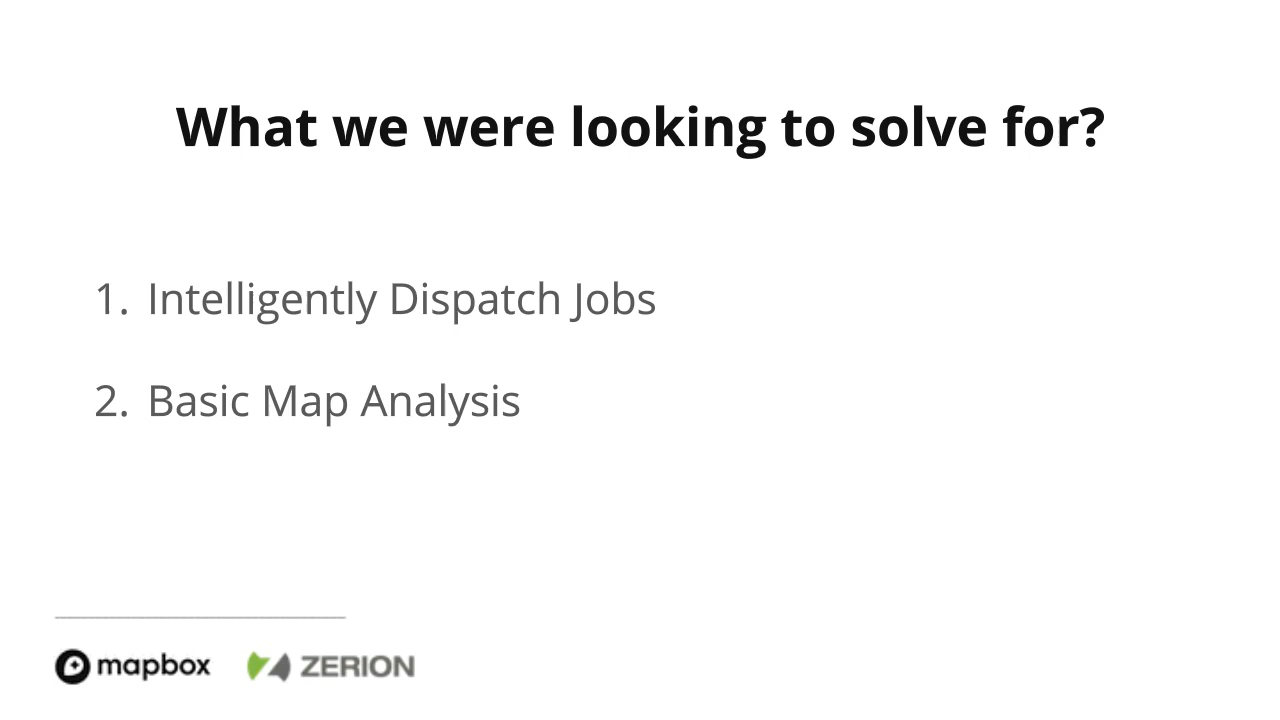 What we were looking to solve for?
1. Intelligently Dispatch Jobs
2. Basic Map Analysis
mapbox ZERION